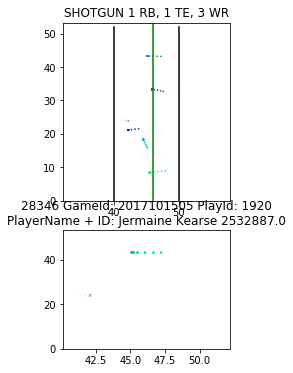 SHOTGUN 1 RB, 1 TE, 3 WR
50
40
30
20
10
0
40 50
28346 GameId: 2017101505 PlayId: 1920
PlayerName + ID: Jermaine Kearse 2532887.0
40
20
0
42.5 45.0 47.5 50.0